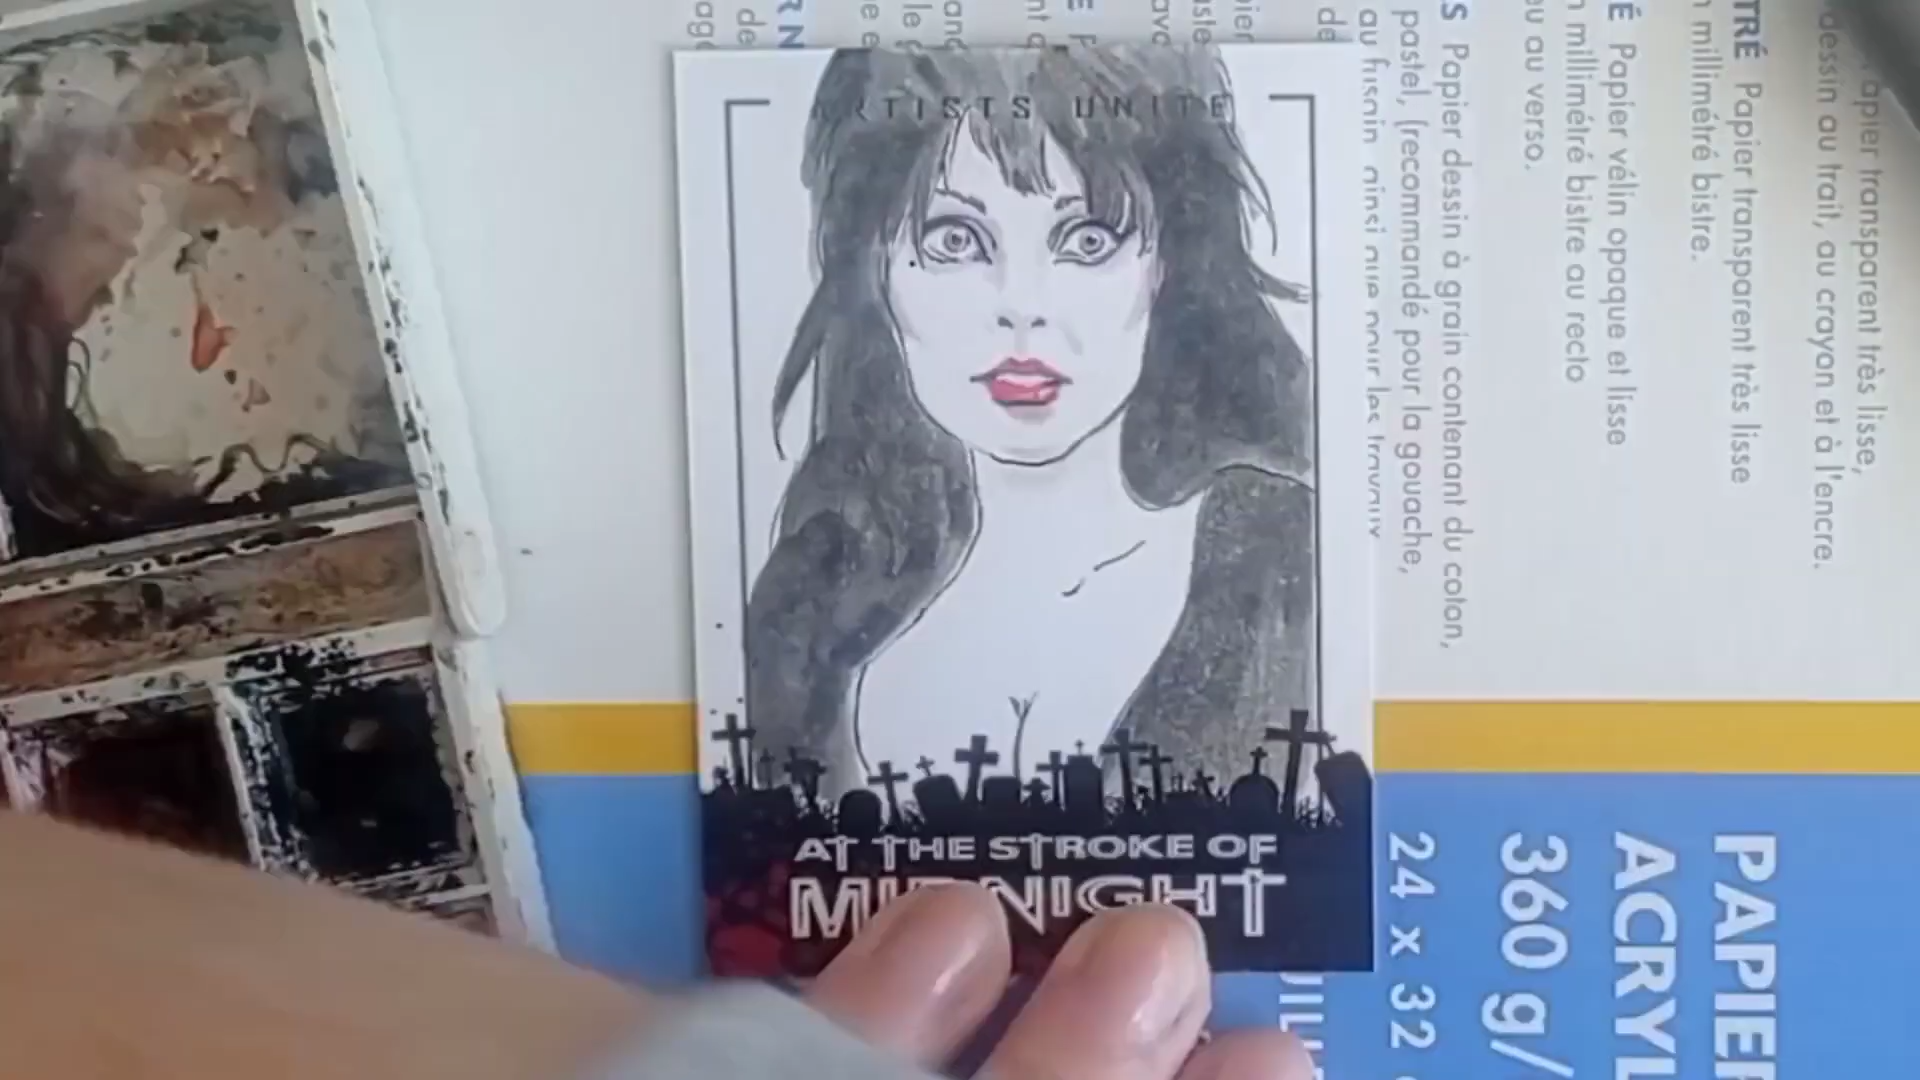 ARTISTS UNITE
AT THE STROKE OF
MIDNIGHT
apier transparent très lisse,
dessin au trait, au crayon et à l'encre.
TRÉ Papier transparent très lisse
millimétré bistre.
É Papier vélin opaque et lisse
millimétré bistre au recto
au verso.
S Papier dessin à grain contenant du coton,
pastel, (recommandé pour la gouache,
au fusain ainsi que pour les travaux
PAPIER
ACRYL
360 g/
24 x 32